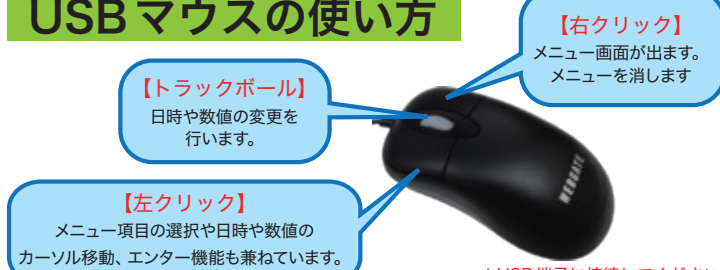 USBマウスの使い方
【右クリック】
メニュー画面が出ます。
メニューを消します
【トラックボール】
日時や数値の変更を
行います。
【左クリック】
メニュー項目の選択や日時や数値の
カーソル移動、エンター機能も兼ねています。
WEBGATE